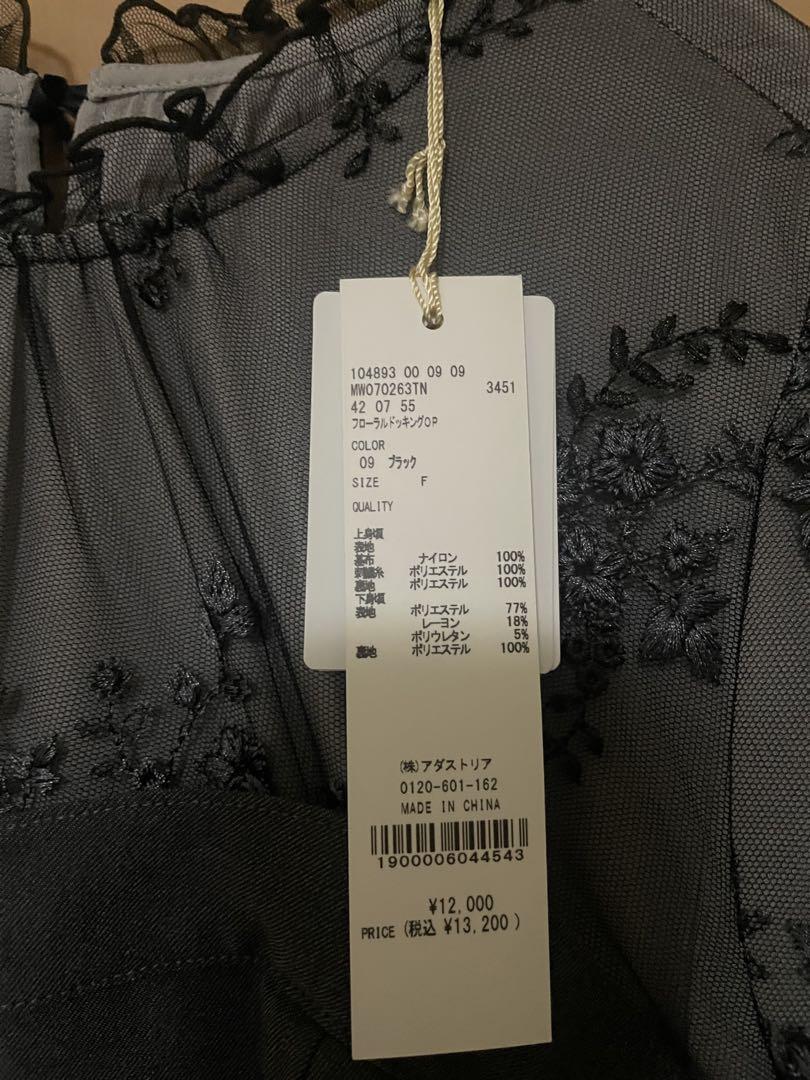 104893 00 09 09
MW070263TN 3451
42 07 55
フローラルドッキングOP
COLOR
09 ブラック
SIZE F
QUALITY
上身頃
表地
基布 ナイロン 100%
刺繍糸 ポリエステル 100%
裏地 ポリエステル 100%
下身頃
表地 ポリエステル 77%
レーヨン 18%
ポリウレタン 5%
裏地 ポリエステル 100%
(株)アダストリア
0120-601-162
MADE IN CHINA
1900006044543
¥12,000
PRICE (税込 ¥13,200 )